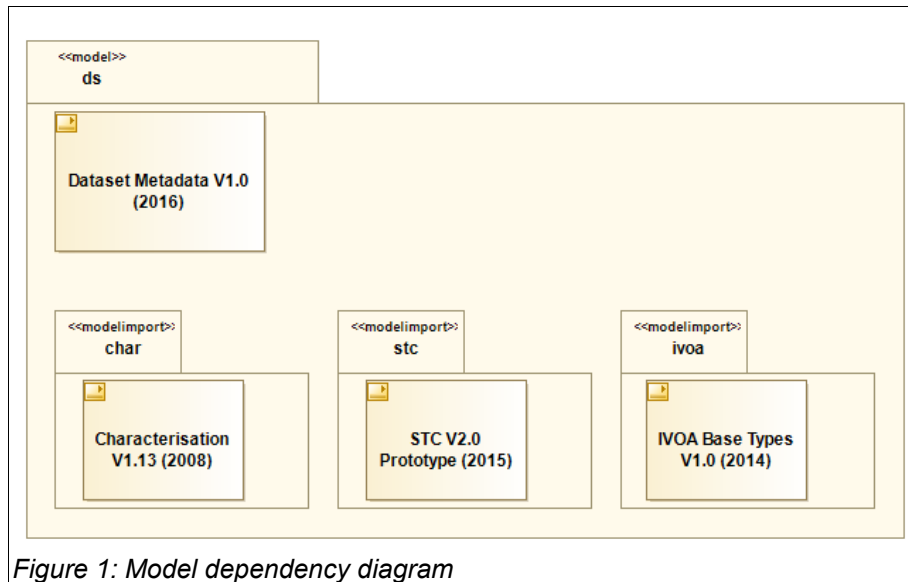 <<model>>
ds
Dataset Metadata V1.0
(2016)
<<modelimport>>
char
Characterisation
V1.13 (2008)
<<modelimport>>
stc
STC V2.0
Prototype (2015)
<<modelimport>>
ivoa
IVOA Base Types
V1.0 (2014)
Figure 1: Model dependency diagram